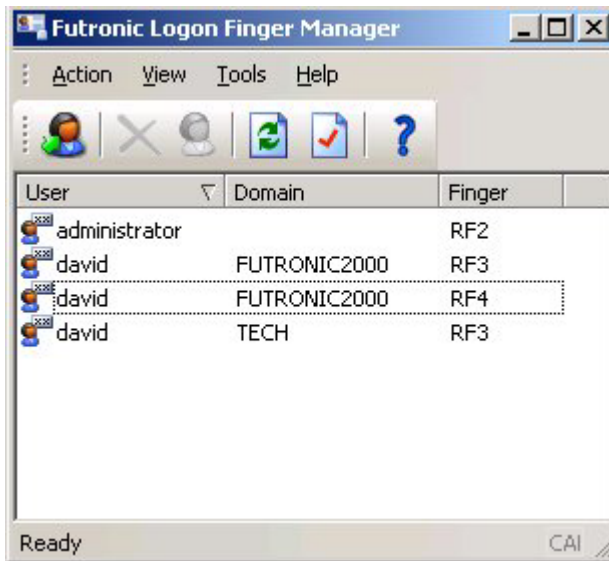 Futronic Logon Finger Manager
Action View Tools Help
User Domain Finger
administrator RF2
david FUTRONIC2000 RF3
david FUTRONIC2000 RF4
david TECH RF3
Ready CAI